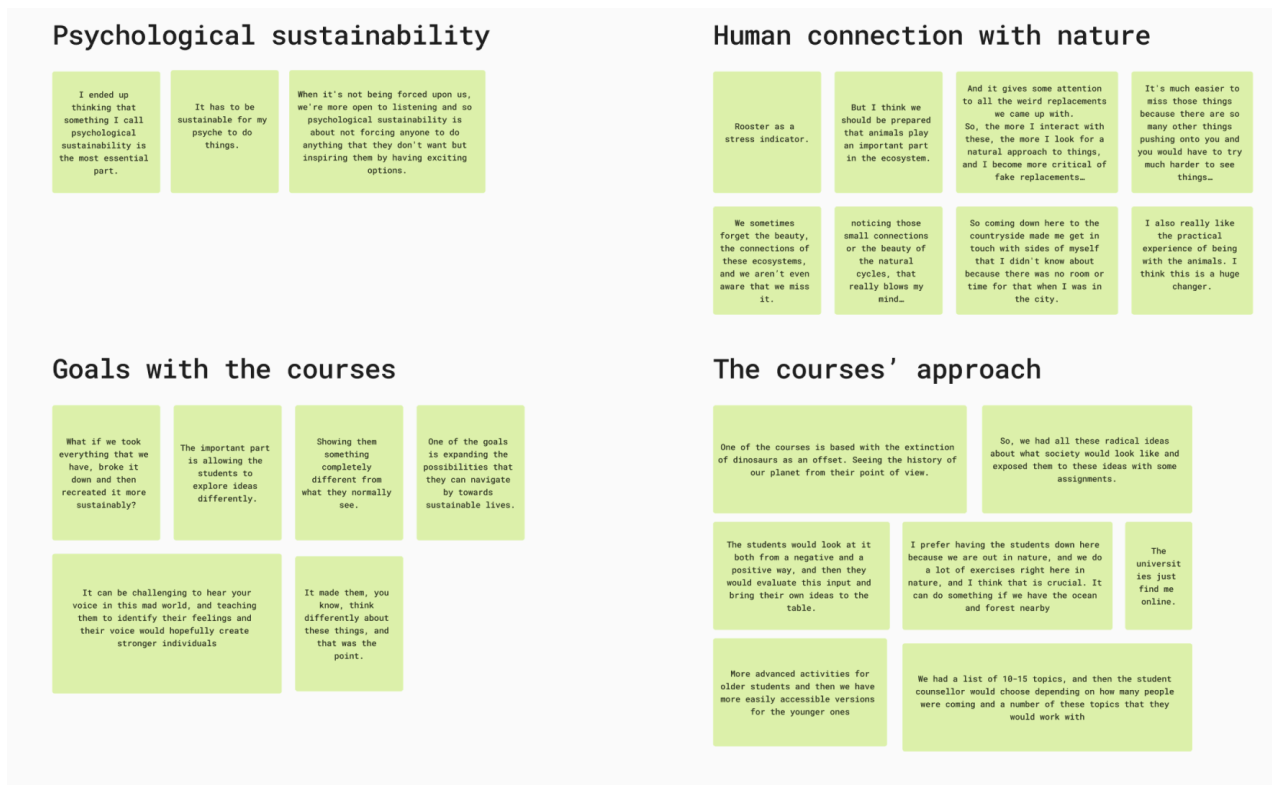 Psychological sustainability
I ended up
thinking that
something I call
psychological
sustainability is
the most essential
part.
It has to be
sustainable for my
psyche to do
things.
When it's not being forced upon us,
we're more open to listening and so
psychological sustainability is
about not forcing anyone to do
anything that they don't want but
inspiring them by having exciting
options.
Human connection with nature
Rooster as a
stress indicator.
But I think we
should be prepared
that animals play
an important part
in the ecosystem.
And it gives some attention
to all the weird replacements
we came up with.
So, the more I interact with
these, the more I look for a
natural approach to things,
and I become more critical of
fake replacements…
It's much easier to
miss those things
because there are so
many other things
pushing onto you and
you would have to try
much harder to see
things…
We sometimes
forget the beauty,
the connections of
these ecosystems,
and we aren't even
aware that we miss
it.
noticing those
small connections
or the beauty of
the natural
cycles, that
really blows my
mind…
So coming down here to the
countryside made me get in
touch with sides of myself
that I didn't know about
because there was no room or
time for that when I was in
the city.
I also really like
the practical
experience of being
with the animals. I
think this is a huge
changer.
Goals with the courses
What if we took
everything that we
have, broke it
down and then
recreated it more
sustainably?
The important part
is allowing the
students to
explore ideas
differently.
Showing them
something
completely
different from
what they normally
see.
One of the goals
is expanding the
possibilities that
they can navigate
by towards
sustainable lives.
It can be challenging to hear your
voice in this mad world, and teaching
them to identify their feelings and
their voice would hopefully create
stronger individuals
It made them, you
know, think
differently about
these things, and
that was the
point.
The courses’ approach
One of the courses is based with the extinction
of dinosaurs as an offset. Seeing the history of
our planet from their point of view.
So, we had all these radical ideas
about what society would look like and
exposed them to these ideas with some
assignments.
The students would look at it
both from a negative and a
positive way, and then they
would evaluate this input and
bring their own ideas to the
table.
I prefer having the students down here
because we are out in nature, and we do
a lot of exercises right here in
nature, and I think that is crucial. It
can do something if we have the ocean
and forest nearby
The
universit
ies just
find me
online.
More advanced activities for
older students and then we have
more easily accessible versions
for the younger ones
We had a list of 10-15 topics, and then the student
counsellor would choose depending on how many people
were coming and a number of these topics that they
would work with